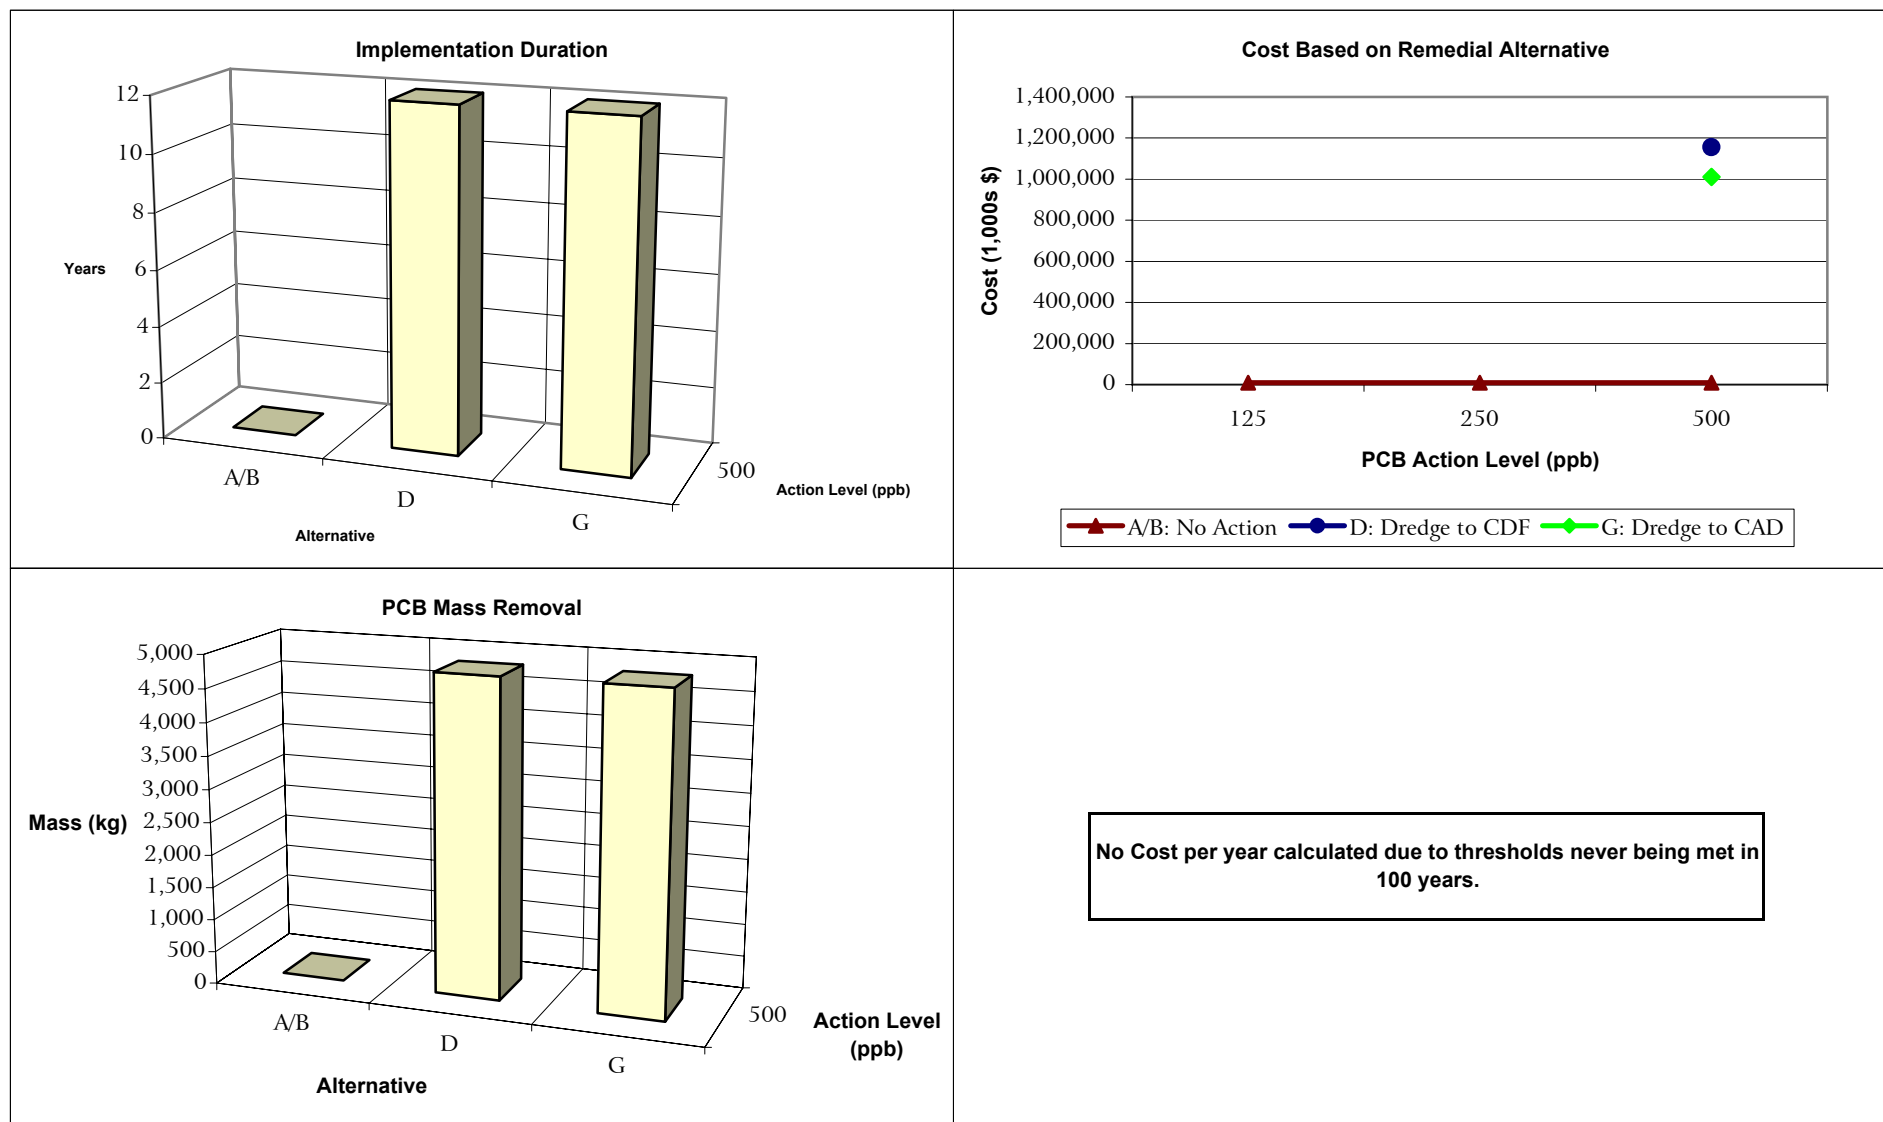 Implementation Duration
12
10
8
6
4
2
0
Years
A/B
D
G
500
Action Level (ppb)
Alternative
Cost Based on Remedial Alternative
1,400,000
1,200,000
1,000,000
800,000
600,000
400,000
200,000
0
Cost (1,000s $)
125
250
500
PCB Action Level (ppb)
A/B: No Action
D: Dredge to CDF
G: Dredge to CAD
PCB Mass Removal
5,000
4,500
4,000
3,500
3,000
2,500
2,000
1,500
1,000
500
0
Mass (kg)
A/B
D
G
500
Action Level
(ppb)
Alternative
No Cost per year calculated due to thresholds never being met in
100 years.